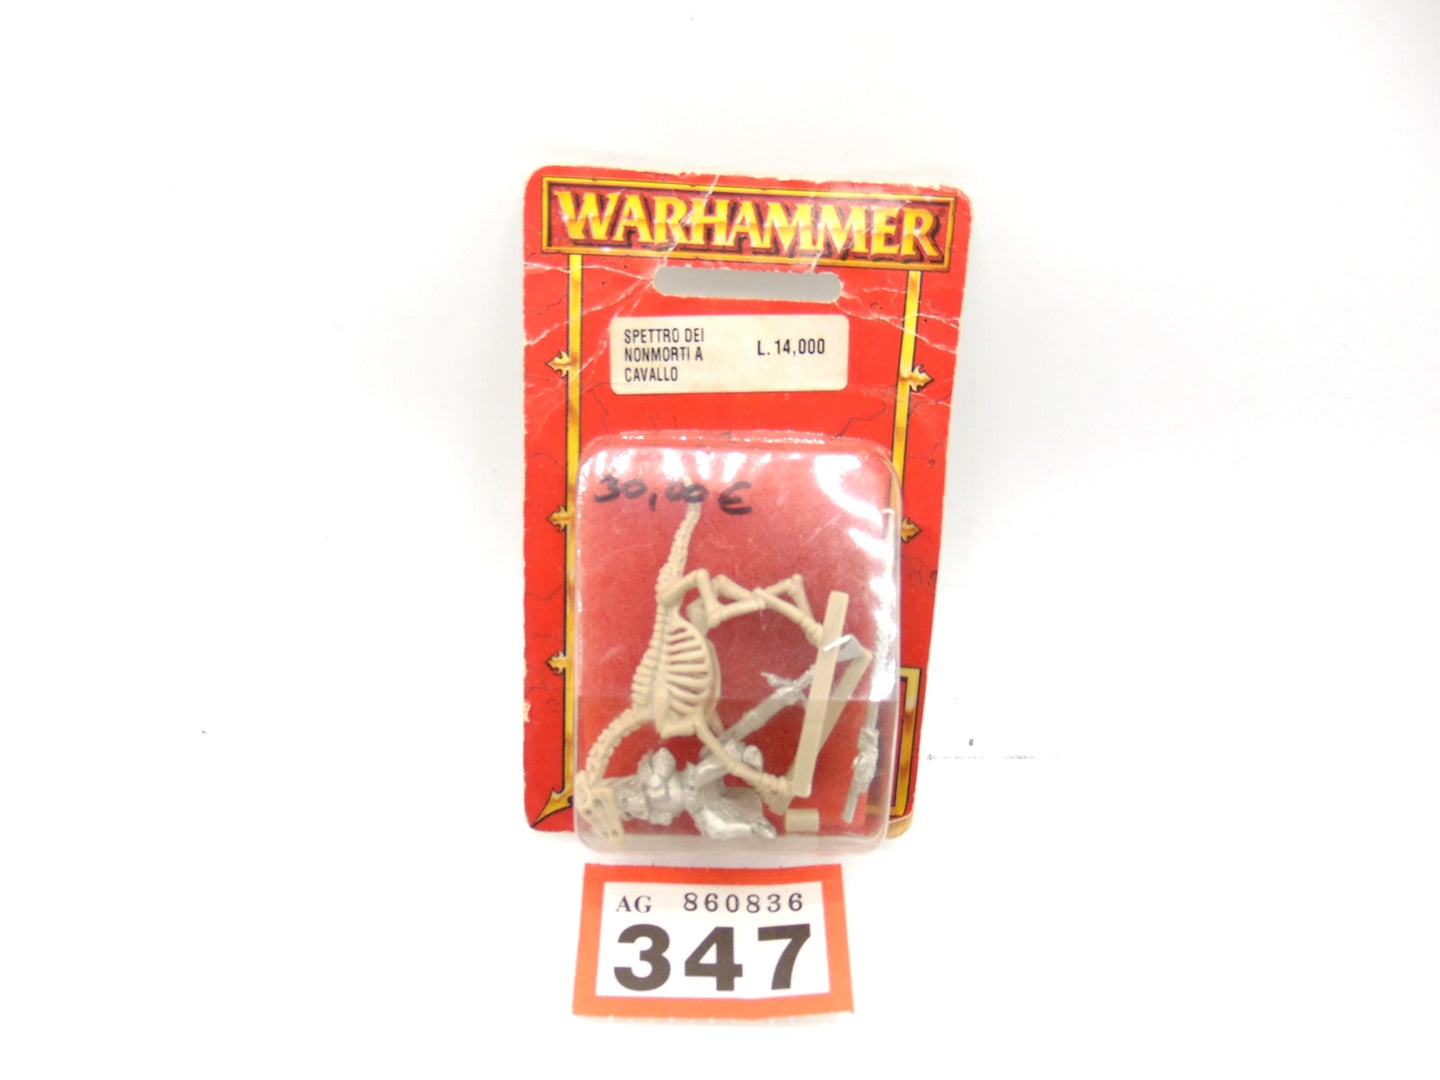 WARHAMMER
SPETTRO DEI
NONMORTI A
CAVALLO
L. 14,000
30,00 €
AG 860836
347